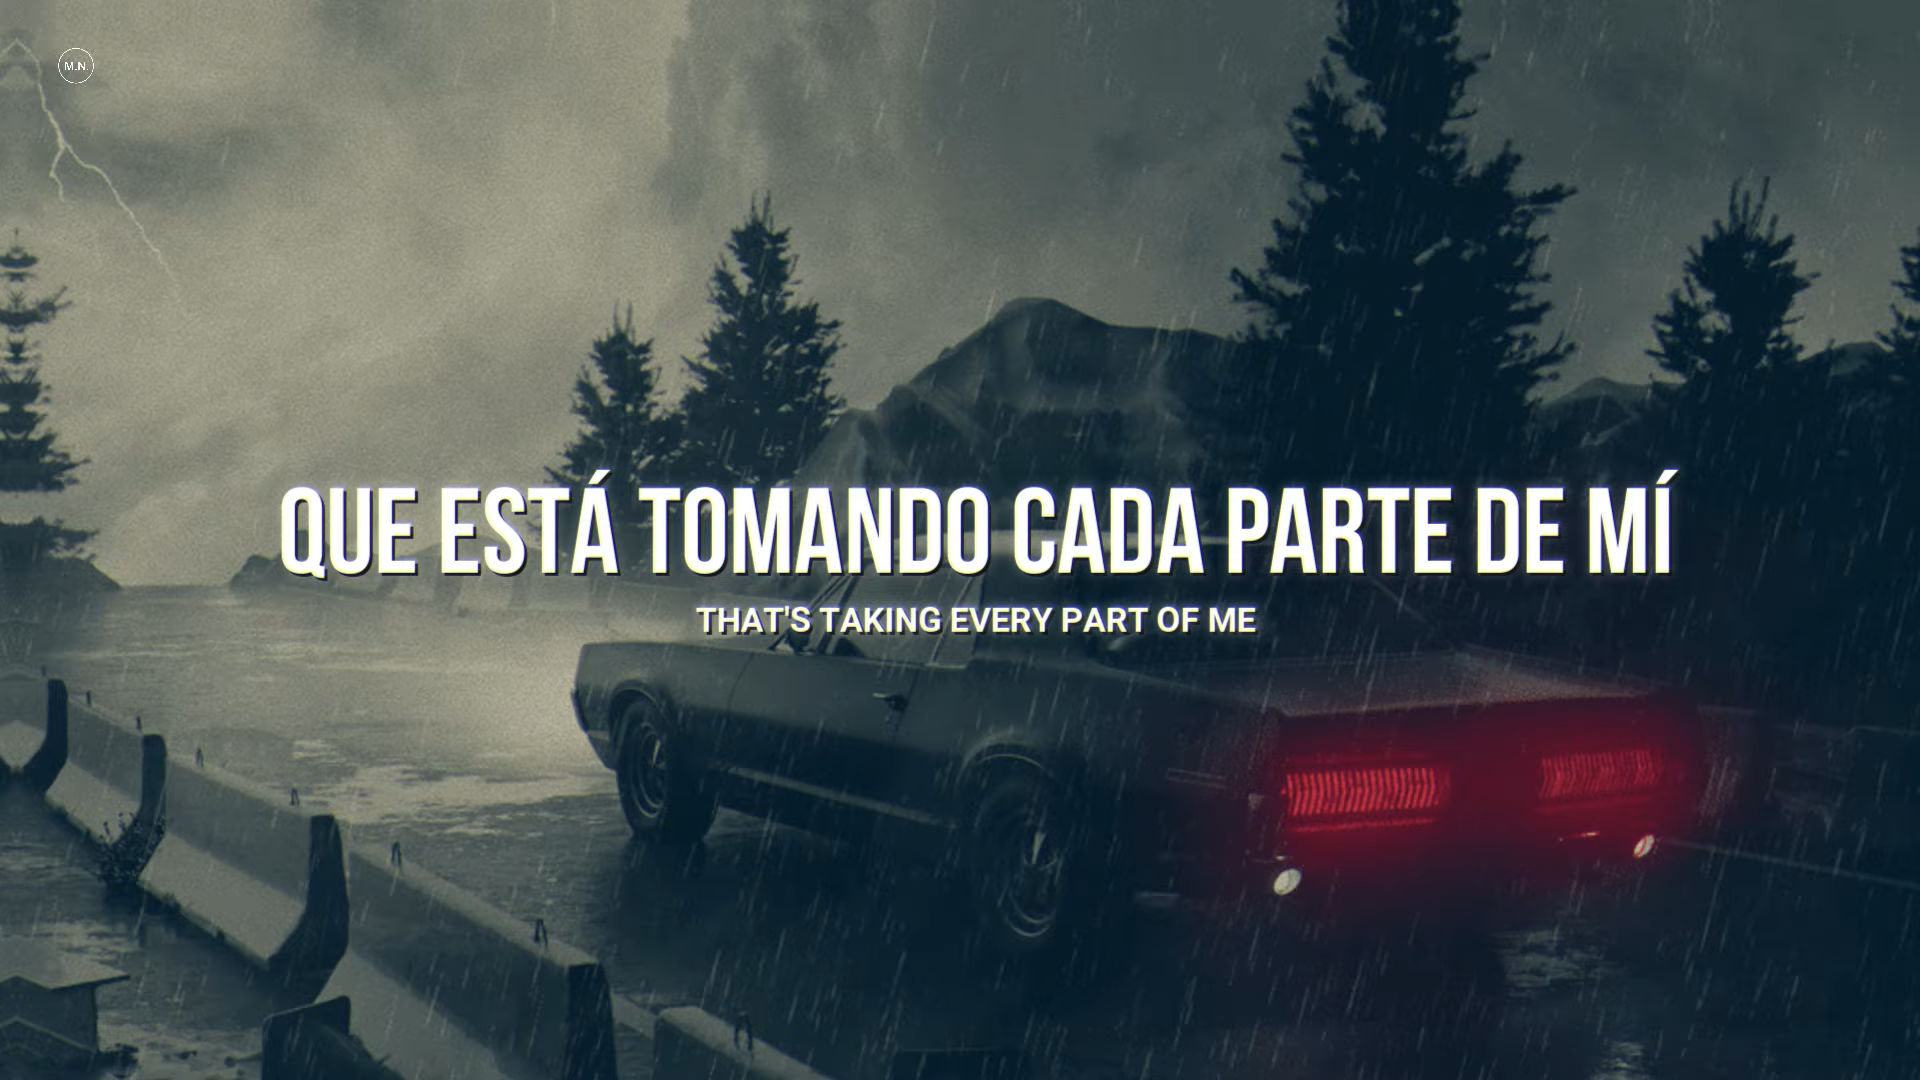 M.N.
QUE ESTÁ TOMANDO CADA PARTE DE MÍ
THAT'S TAKING EVERY PART OF ME